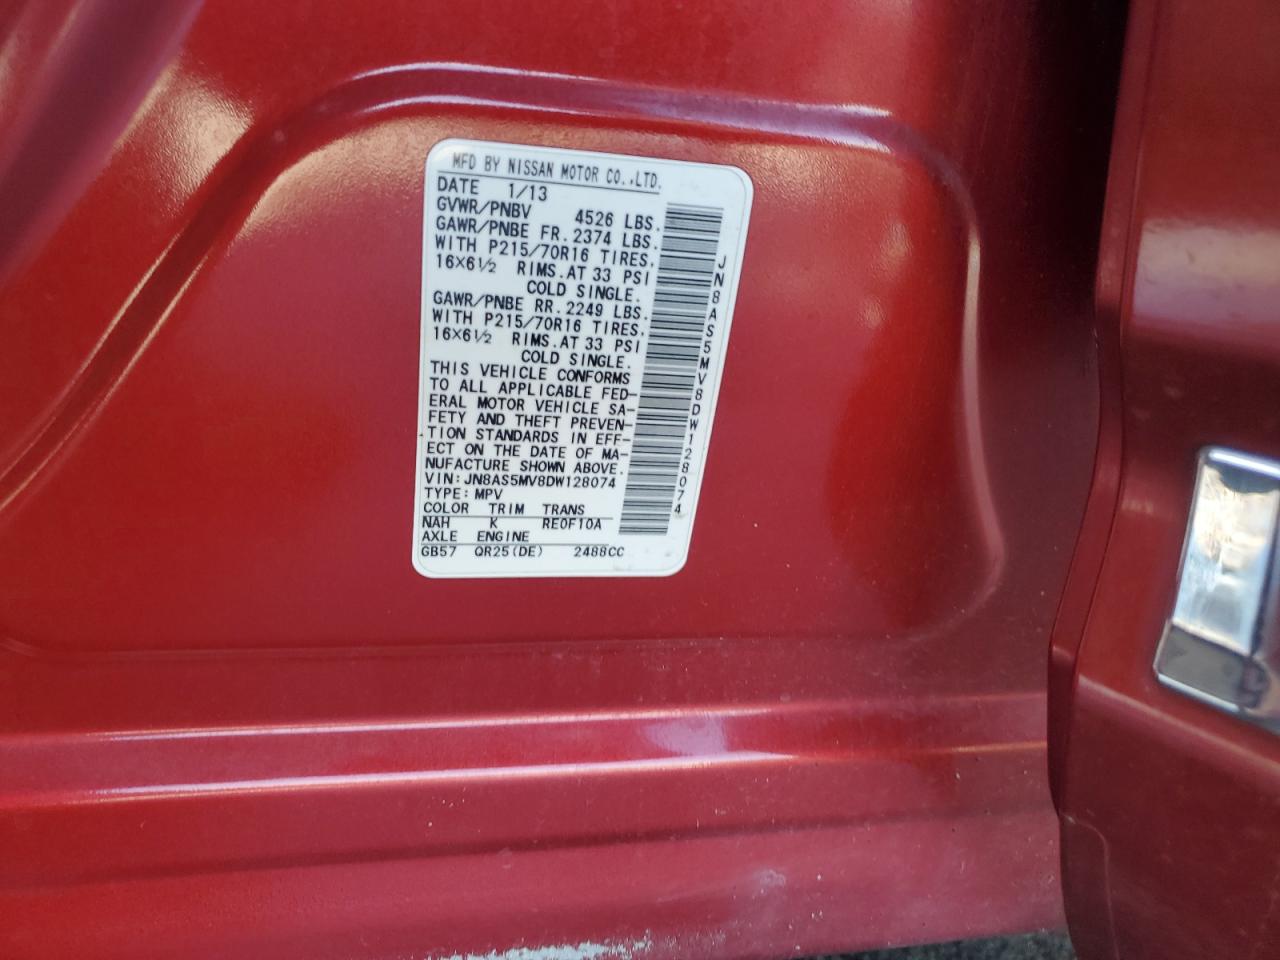 MFD BY NISSAN MOTOR CO.,LTD.
DATE 1/13
GVWR/PNBV 4526 LBS.
GAWR/PNBE FR. 2374 LBS.
WITH P215/70R16 TIRES.
16X6½ RIMS. AT 33 PSI
COLD SINGLE.
GAWR/PNBE RR. 2249 LBS.
WITH P215/70R16 TIRES.
16X6½ RIMS. AT 33 PSI
COLD SINGLE.
THIS VEHICLE CONFORMS
TO ALL APPLICABLE FED-
ERAL MOTOR VEHICLE SA-
FETY AND THEFT PREVEN-
TION STANDARDS IN EFF-
ECT ON THE DATE OF MA-
NUFACTURE SHOWN ABOVE.
VIN: JN8AS5MV8DW128074
TYPE: MPV
COLOR TRIM TRANS
NAH K RE0F10A
AXLE ENGINE
GB57 QR25(DE) 2488CC
JN8AS5MV8DW128074